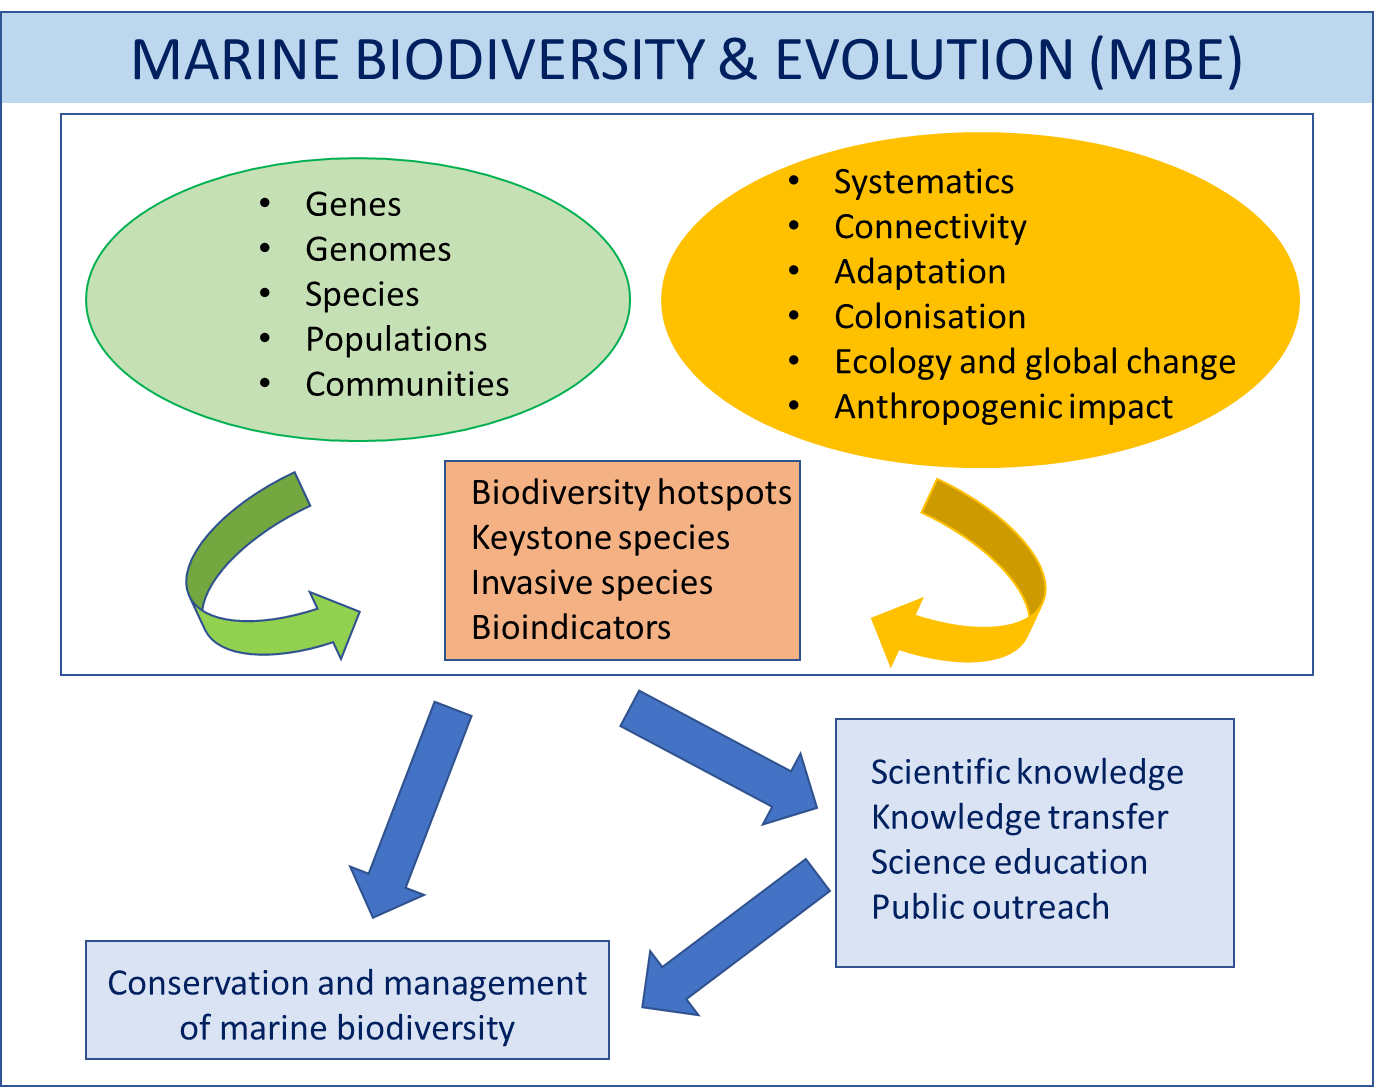 MARINE BIODIVERSITY & EVOLUTION (MBE)
• Genes
• Genomes
• Species
• Populations
• Communities
• Systematics
• Connectivity
• Adaptation
• Colonisation
• Ecology and global change
• Anthropogenic impact
Biodiversity hotspots
Keystone species
Invasive species
Bioindicators
Scientific knowledge
Knowledge transfer
Science education
Public outreach
Conservation and management
of marine biodiversity